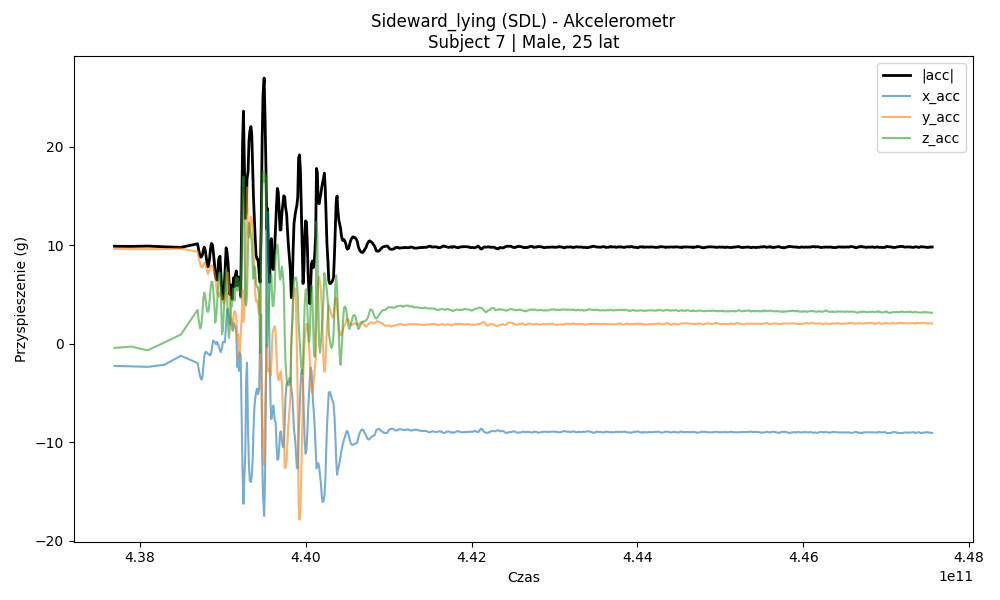 Sideward_lying (SDL) - Akcelerometr
Subject 7 | Male, 25 lat
|acc|
x_acc
y_acc
z_acc
Przyspieszenie (g)
20
10
0
−10
−20
4.38
4.40
4.42
4.44
4.46
4.48
1e11
Czas